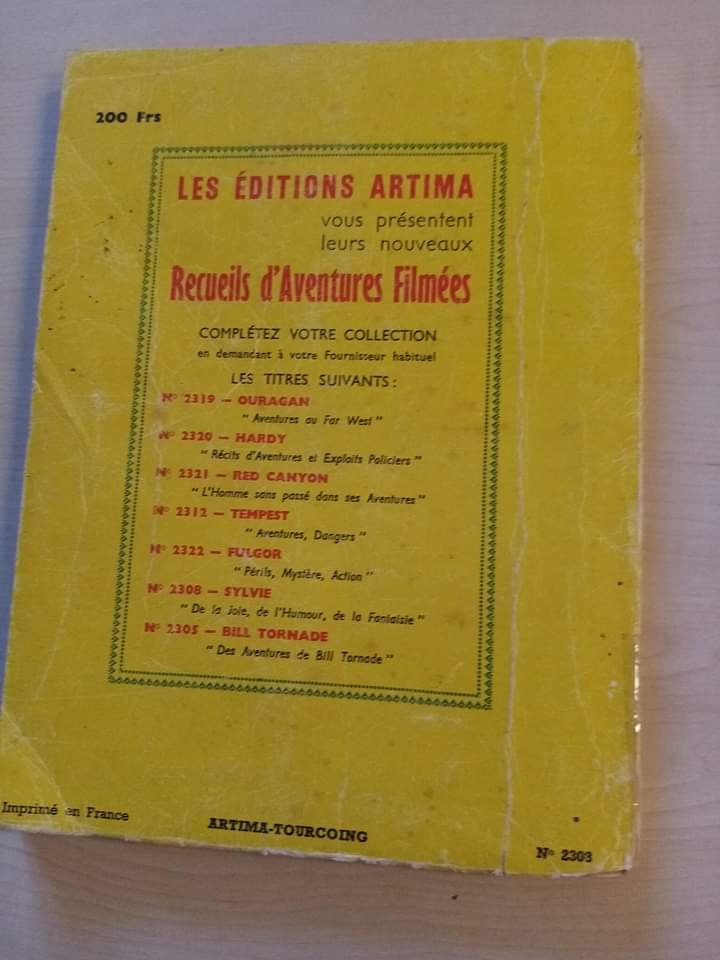 200 Frs
LES ÉDITIONS ARTIMA
vous présentent
leurs nouveaux
Recueils d'Aventures Filmées
COMPLÉTEZ VOTRE COLLECTION
en demandant à votre Fournisseur habituel
LES TITRES SUIVANTS :
N° 2319 — OURAGAN
" Aventures au Far West "
N° 2320 — HARDY
" Récits d'Aventures et Exploits Policiers "
N° 2321 — RED CANYON
" L'Homme sans passé dans ses Aventures "
N° 2312 — TEMPEST
" Aventures, Dangers "
N° 2322 — FULGOR
" Périls, Mystère, Action "
N° 2308 — SYLVIE
" De la Joie, de l'Humour, de la Fantaisie "
N° 2305 — BILL TORNADE
" Des Aventures de Bill Tornade "
Imprimé en France
ARTIMA-TOURCOING
N° 2303